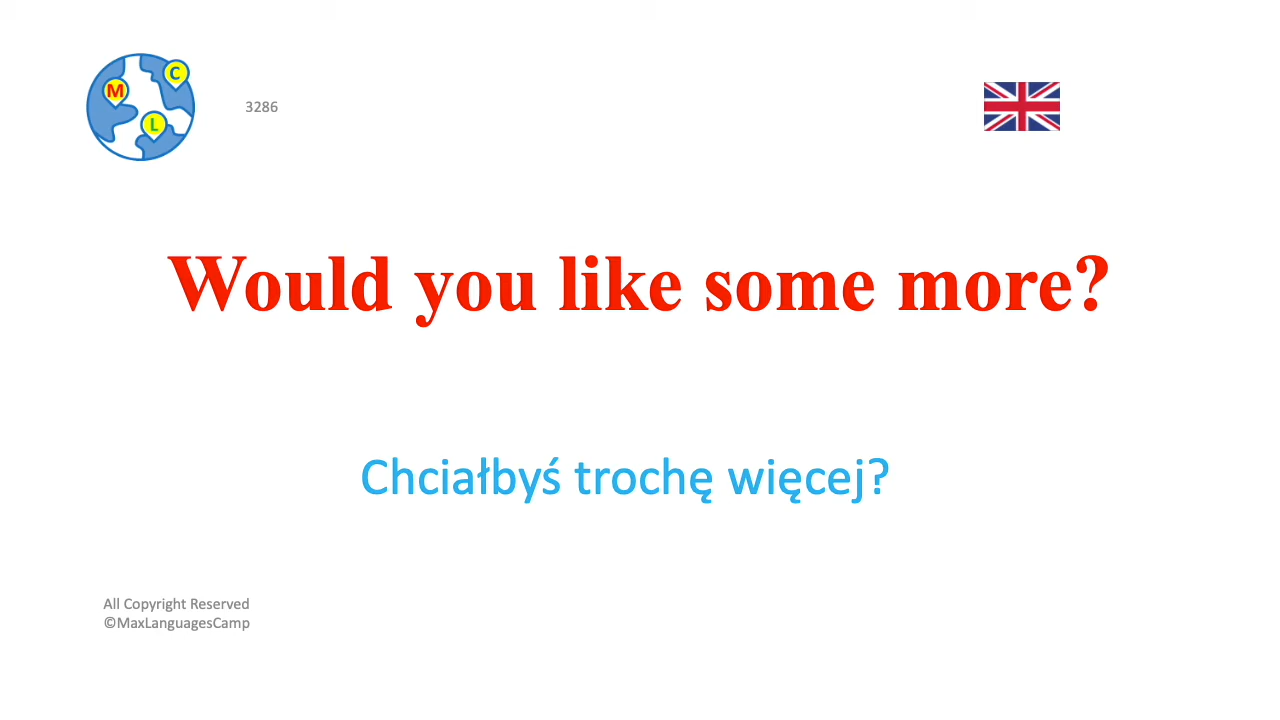 C
M
L
3286
Would you like some more?
Chciałbyś trochę więcej?
All Copyright Reserved
©MaxLanguagesCamp